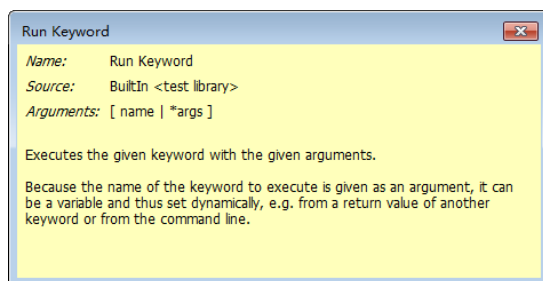 Run Keyword
Name: Run Keyword
Source: BuiltIn <test library>
Arguments: [ name | *args ]
Executes the given keyword with the given arguments.
Because the name of the keyword to execute is given as an argument, it can
be a variable and thus set dynamically, e.g. from a return value of another
keyword or from the command line.